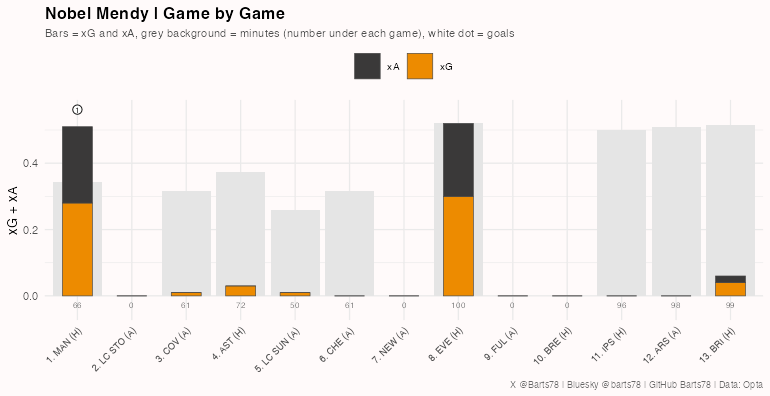 Nobel Mendy | Game by Game
Bars = xG and xA, grey background = minutes (number under each game), white dot = goals
xA xG
1
xG + xA
0.4
0.2
0.0
66 0 61 72 50 61 0 100 0 0 96 98 99
1. MAN (H)
2. LC STO (A)
3. COV (A)
4. AST (H)
5. LC SUN (A)
6. CHE (A)
7. NEW (A)
8. EVE (H)
9. FUL (A)
10. BRE (H)
11. IPS (H)
12. ARS (A)
13. BRI (H)
X @Barts78 | Bluesky @barts78 | GitHub Barts78 | Data: Opta